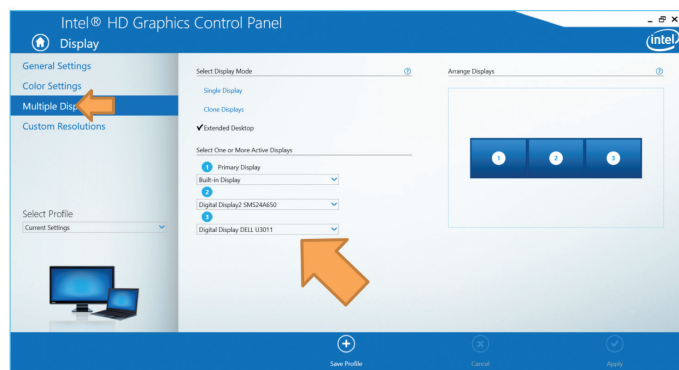 Intel® HD Graphics Control Panel
Display
intel
General Settings
Color Settings
Multiple Disp
Custom Resolutions
Select Profile
Current Settings
Select Display Mode ?
Single Display
Clone Displays
✔Extended Desktop
Select One or More Active Displays
1 Primary Display
Built-in Display
2
Digital Display2 SMS24A650
3
Digital Display DELL U3011
Arrange Displays ?
1 2 3
Save Profile
Cancel
Apply